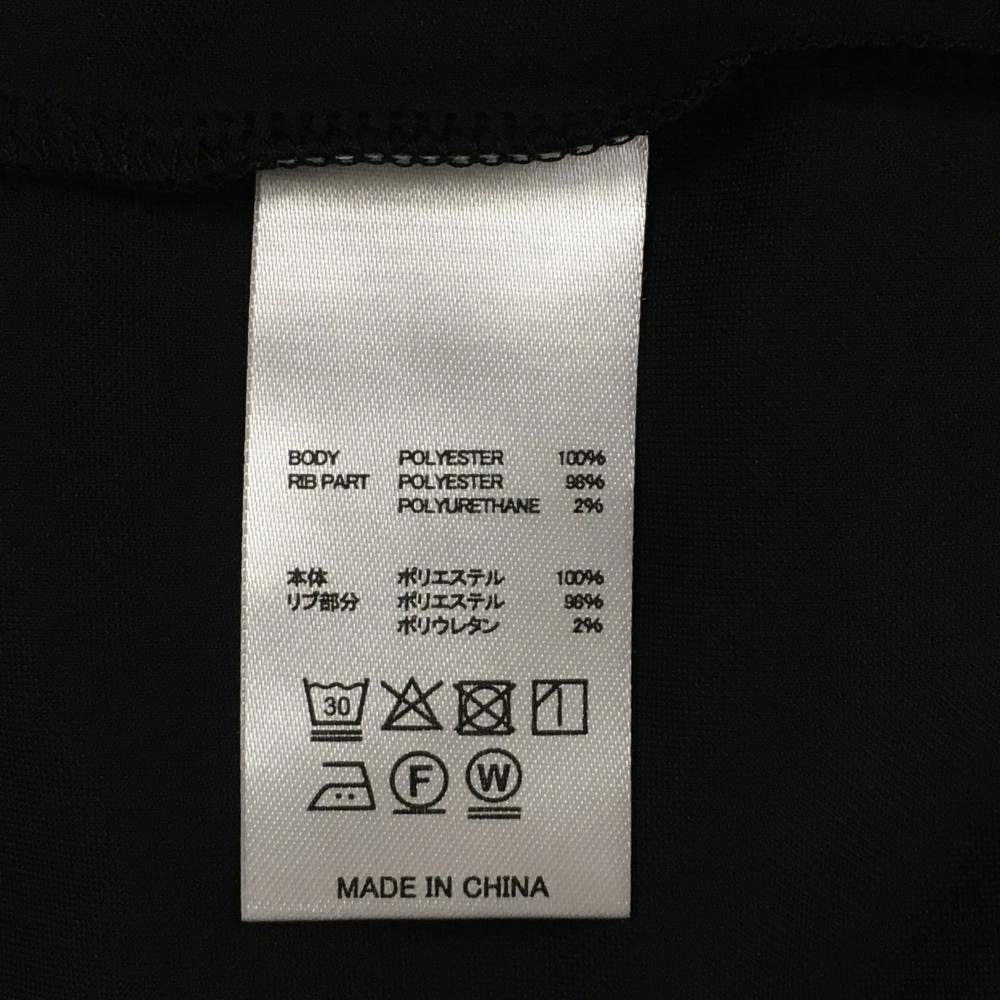 BODY POLYESTER 100%
RIB PART POLYESTER 98%
POLYURETHANE 2%
本体 ポリエステル 100%
リブ部分 ポリエステル 98%
ポリウレタン 2%
30
F W
MADE IN CHINA